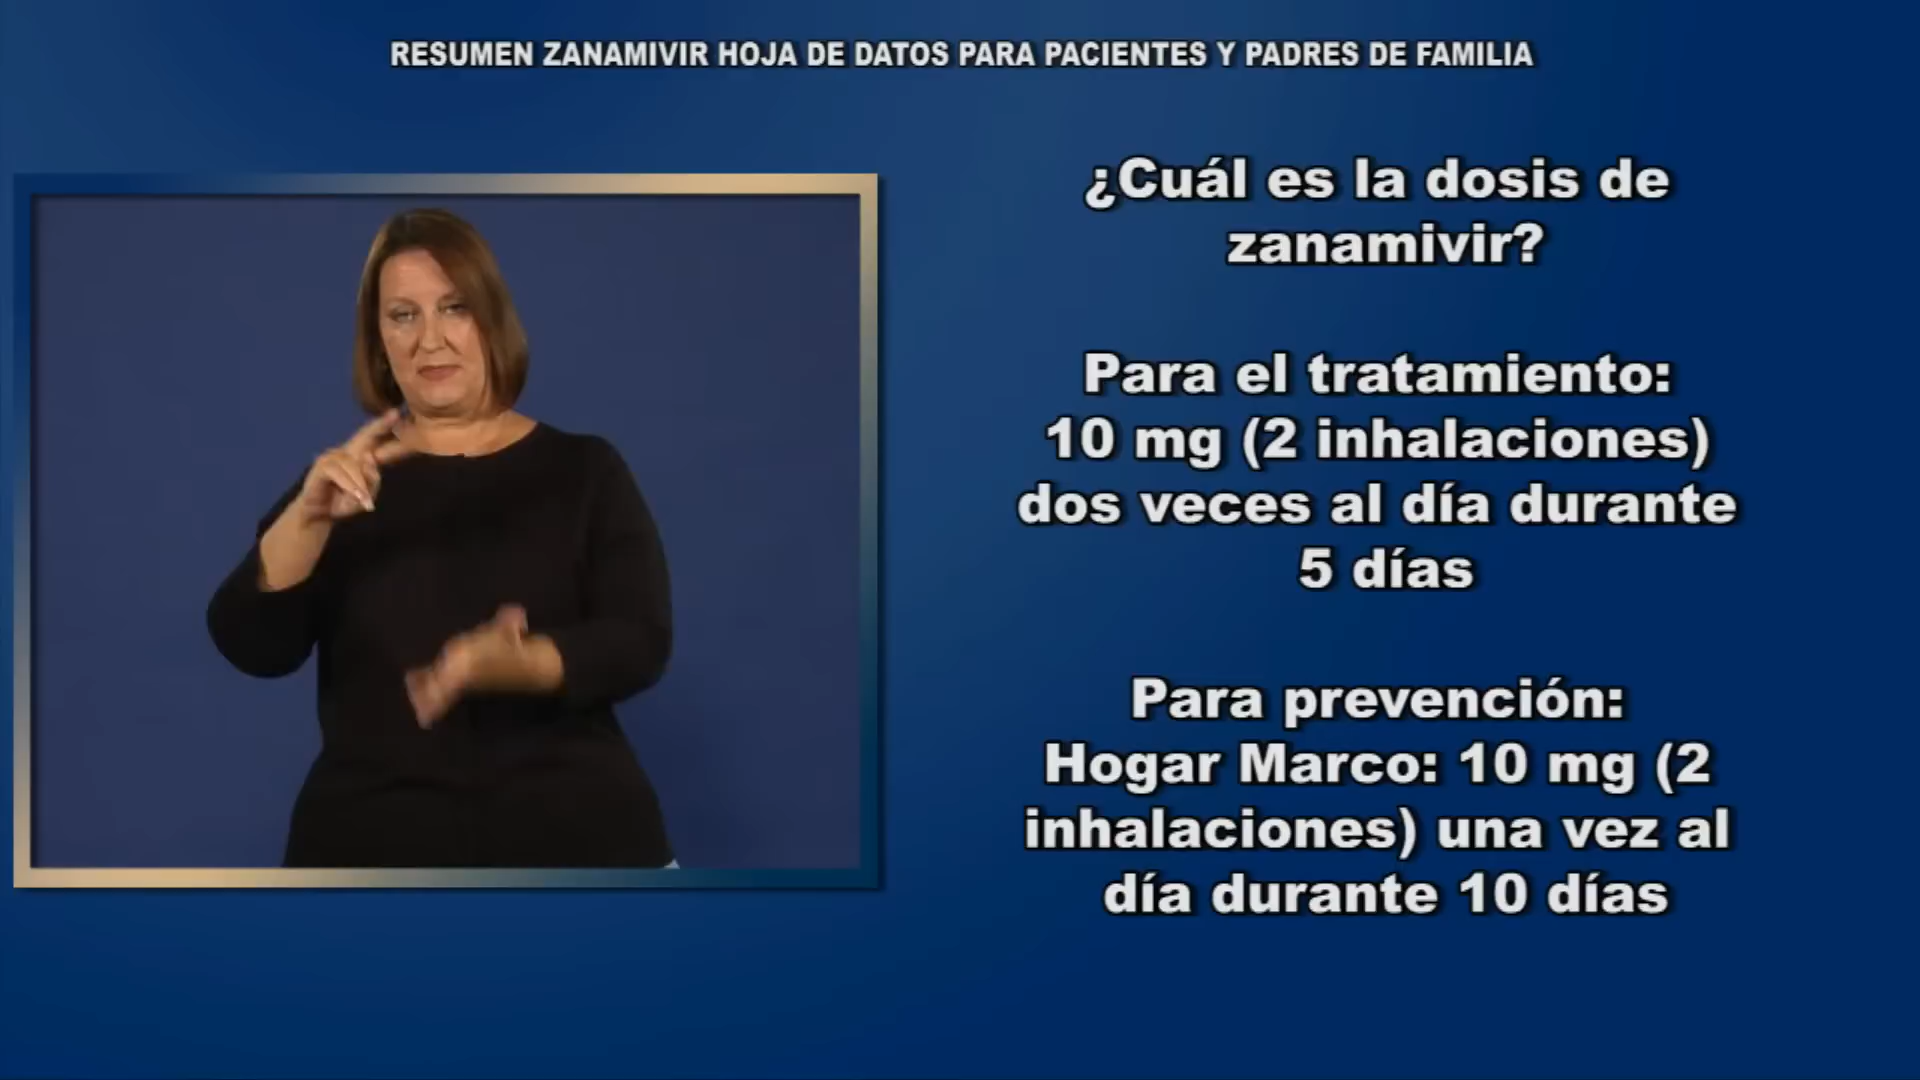 RESUMEN ZANAMIVIR HOJA DE DATOS PARA PACIENTES Y PADRES DE FAMILIA
¿Cuál es la dosis de
zanamivir?
Para el tratamiento:
10 mg (2 inhalaciones)
dos veces al día durante
5 días
Para prevención:
Hogar Marco: 10 mg (2
inhalaciones) una vez al
día durante 10 días